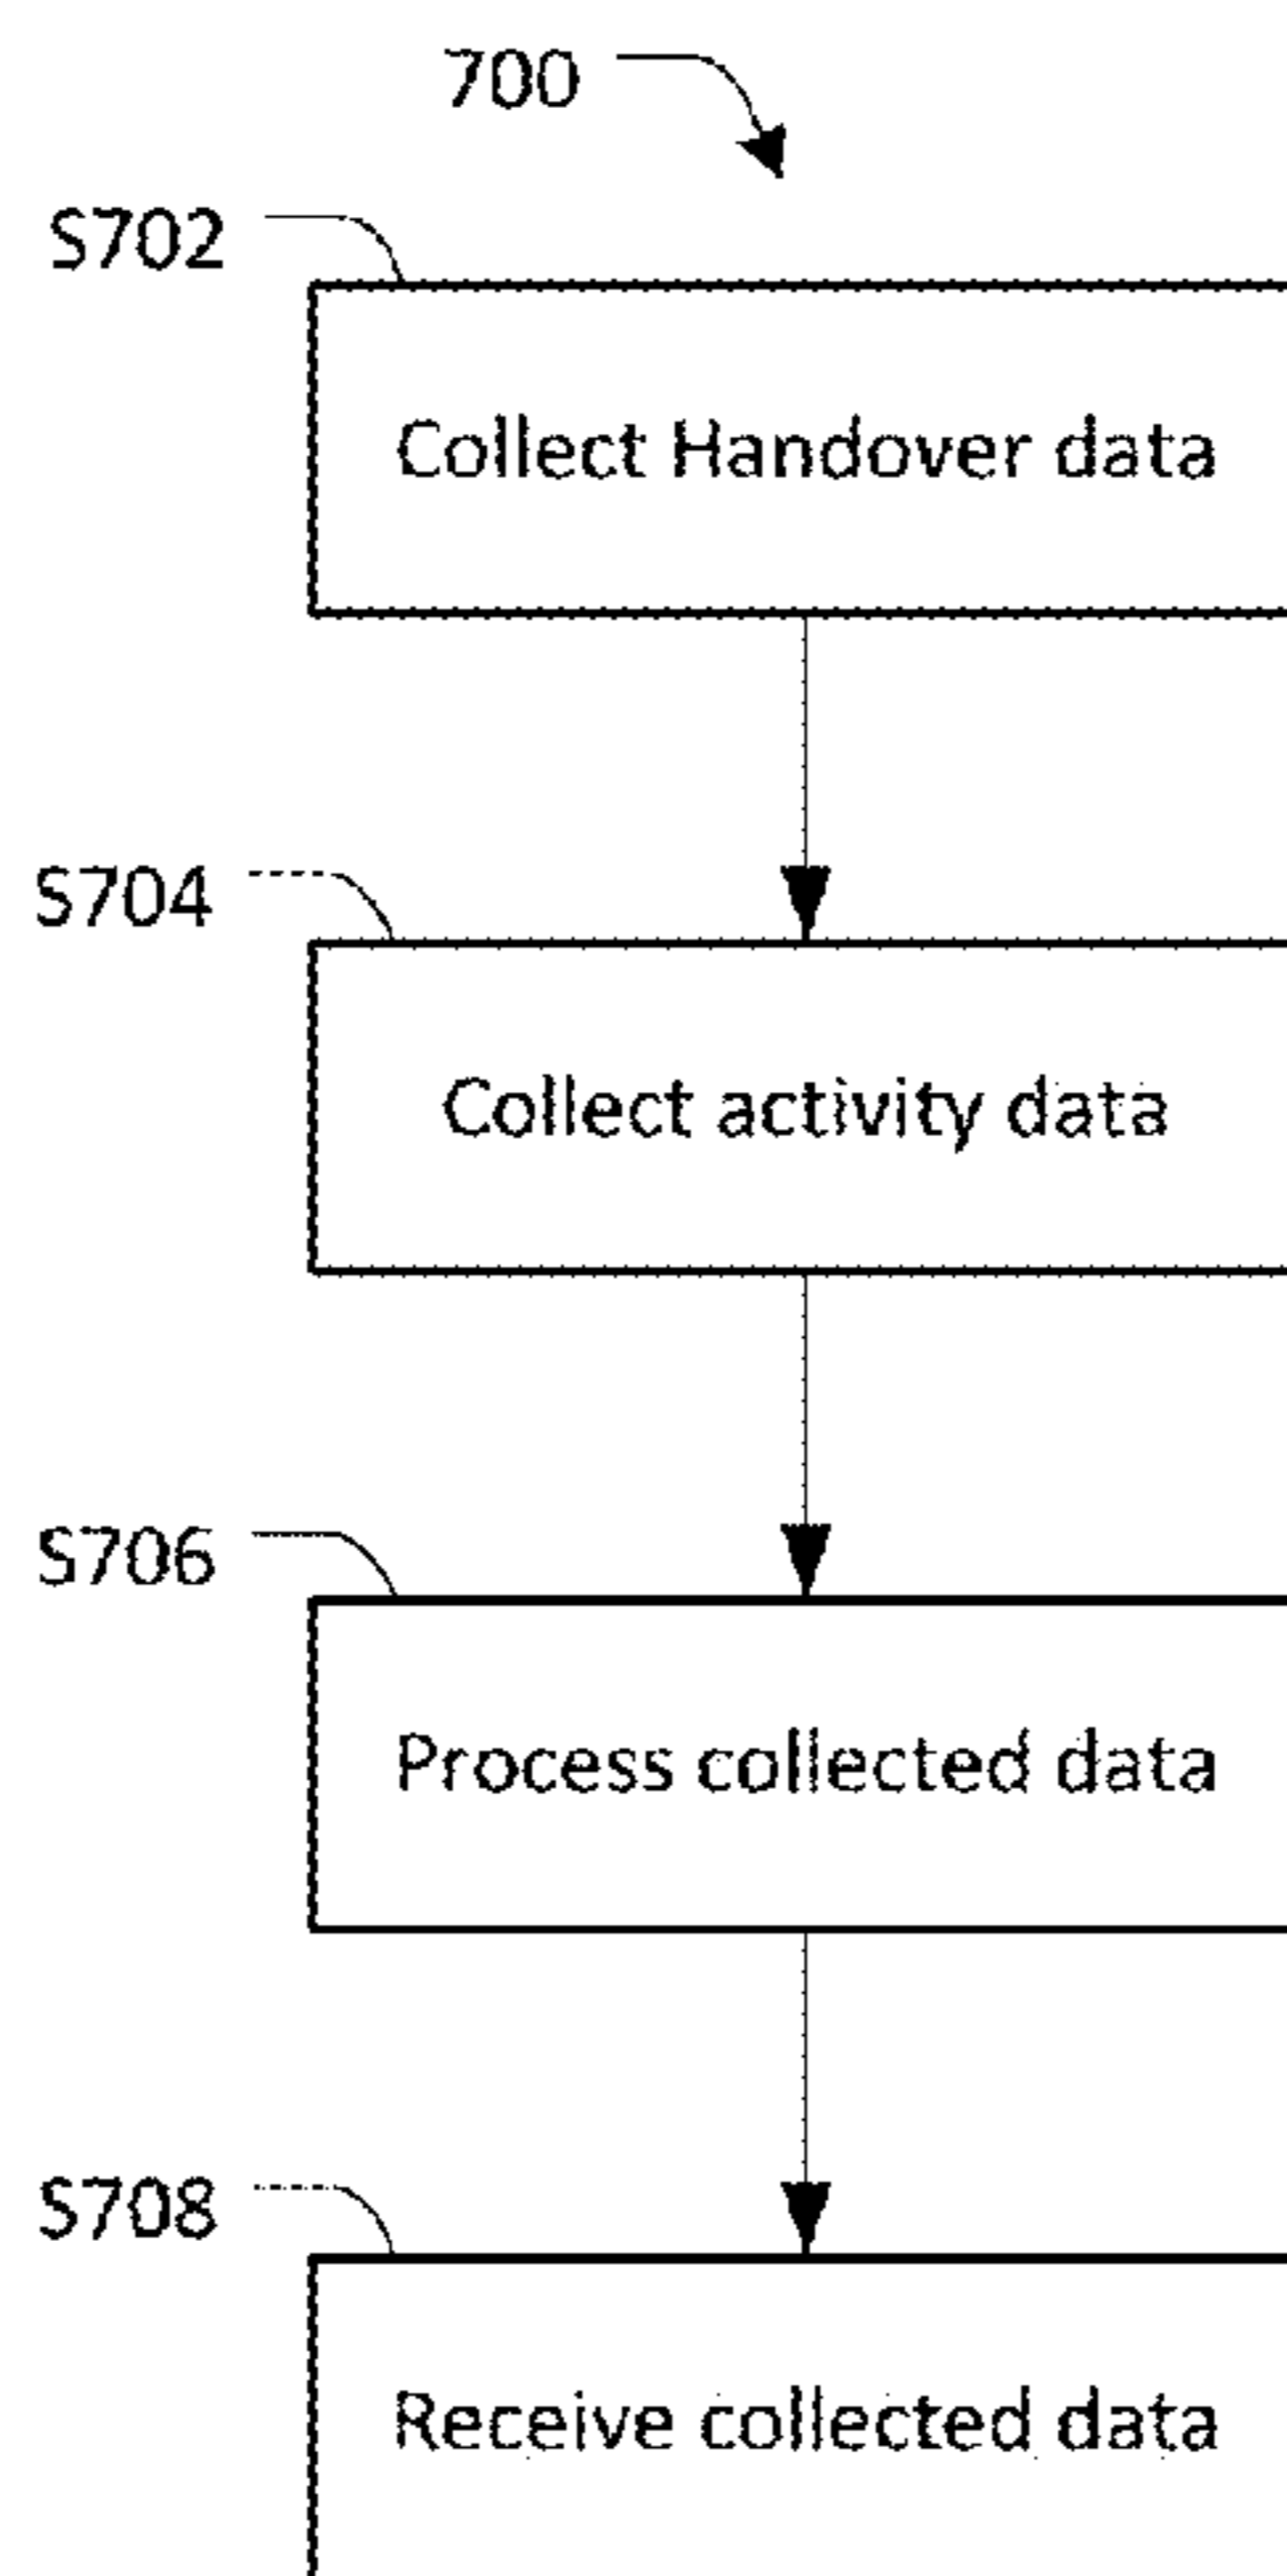 700
S702
Collect Handover data
S704
Collect activity data
S706
Process collected data
S708
Receive collected data